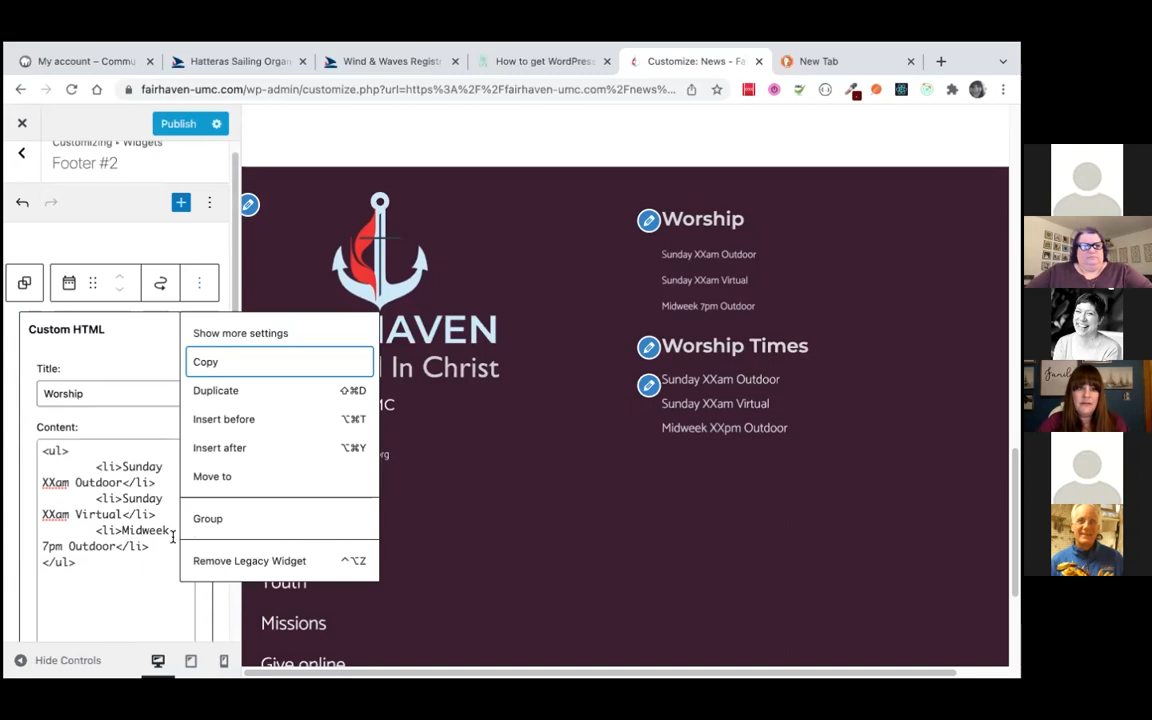 My account – Commu
Hatteras Sailing Organ
Wind & Waves Registr
How to get WordPress
Customize: News - Fa
New Tab
fairhaven-umc.com/wp-admin/customize.php?url=https%3A%2F%2Ffairhaven-umc.com%2Fnews...
Publish
Customizing • Widgets
Footer #2
Custom HTML
Title:
Worship
Content:
<ul>
<li>Sunday
XXam Outdoor</li>
<li>Sunday
XXam Virtual</li>
<li>Midweek
7pm Outdoor</li>
</ul>
Show more settings
Copy
Duplicate ⇧⌘D
Insert before ⌥⌘T
Insert after ⌥⌘Y
Move to
Group
Remove Legacy Widget ^⌥Z
HAVEN
In Christ
MC
rg
Youth
Missions
Give online
Worship
Sunday XXam Outdoor
Sunday XXam Virtual
Midweek 7pm Outdoor
Worship Times
Sunday XXam Outdoor
Sunday XXam Virtual
Midweek XXpm Outdoor
Hide Controls